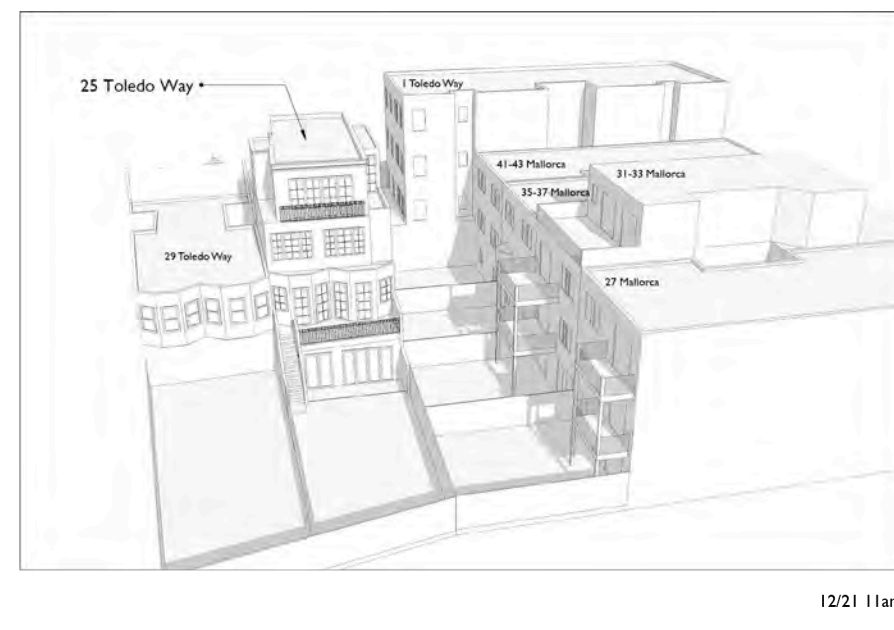 25 Toledo Way
1 Toledo Way
41-43 Mallorca
31-33 Mallorca
35-37 Mallorca
29 Toledo Way
27 Mallorca
12/21 11a